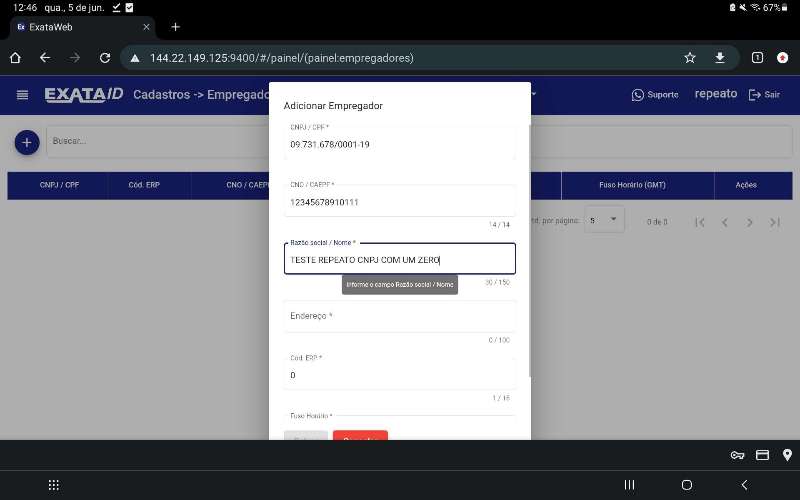 12:46 qua., 5 de jun.
67%
Ex ExataWeb
144.22.149.125:9400/#/painel/(painel:empregadores)
1
EXATAID Cadastros -> Empregado
Suporte
repeato
Sair
Adicionar Empregador
CNPJ / CPF *
09.731.678/0001-19
Buscar...
CNPJ / CPF
Cód. ERP
CNO / CAEPF
Fuso Horário (GMT)
Ações
CNO / CAEPF *
12345678910111
14 / 14
por página:
5
0 de 0
Razão social / Nome *
TESTE REPEATO CNPJ COM UM ZERO
30 / 150
Informe o campo Razão social / Nome
Endereço *
0 / 100
Cód. ERP *
0
1 / 16
Fuso Horário *